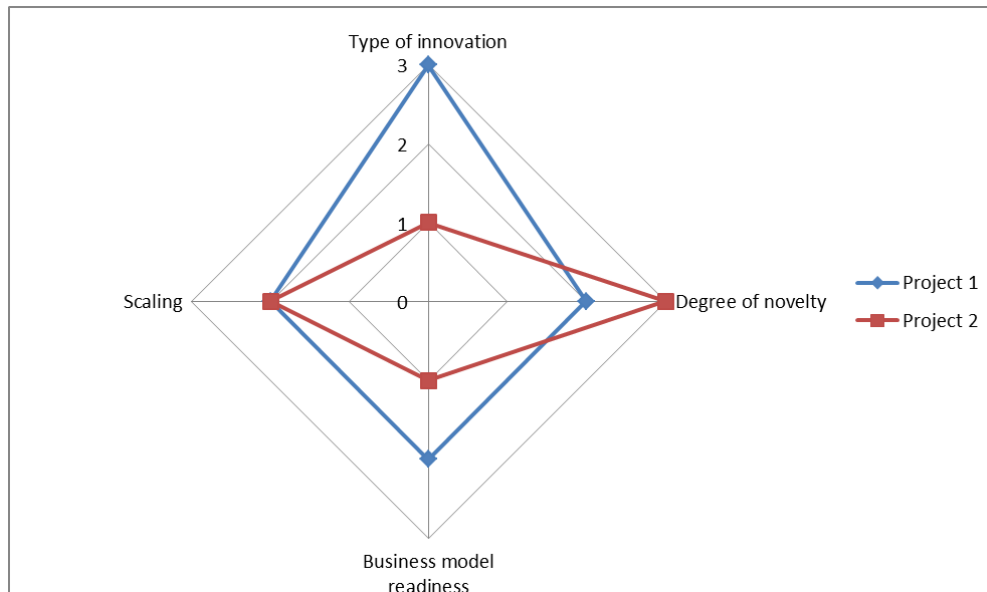 Type of innovation
3
2
1
0
Scaling
Degree of novelty
Project 1
Project 2
Business model
readiness